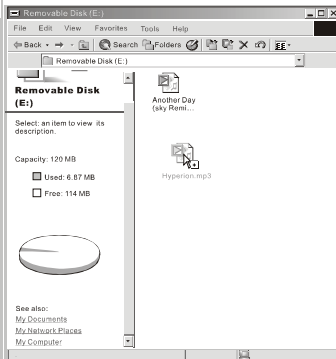 Removable Disk (E:)
File Edit View Favorites Tools Help
Back Search Folders
Removable Disk (E:)
Removable Disk
(E:)
Select: an item to view its
description.
Capacity: 120 MB
Used: 6.87 MB
Free: 114 MB
See also:
My Documents
My Network Places
My Computer
Another Day
(sky Remi...
Hyperion.mp3